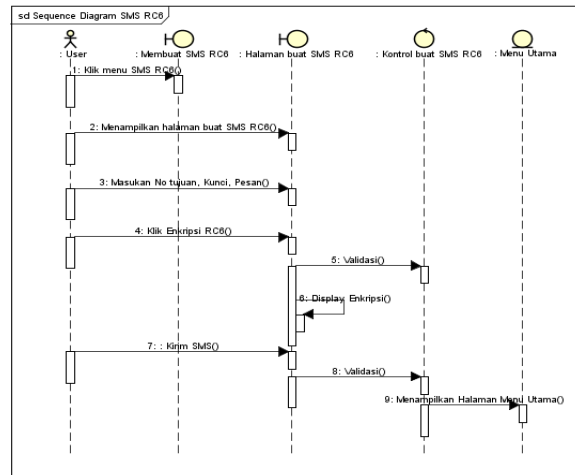 sd Sequence Diagram SMS RC6
: User
: Membuat SMS RC6
: Halaman buat SMS RC6
: Kontrol buat SMS RC6
: Menu Utama
1: Klik menu SMS RC6()
2: Menampilkan halaman buat SMS RC6()
3: Masukan No tujuan, Kunci, Pesan()
4: Klik Enkripsi RC6()
5: Validasi()
6: Display Enkripsi()
7: : Kirim SMS()
8: Validasi()
9: Menampilkan Halaman Menu Utama()